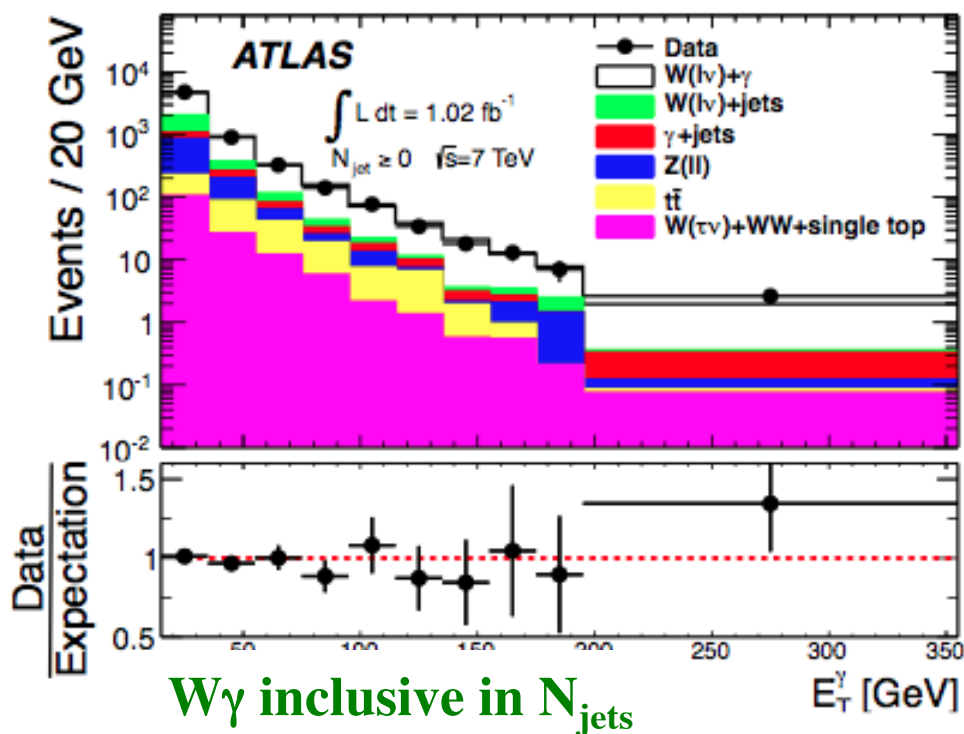 Events / 20 GeV
10⁴
10³
10²
10
1
10⁻¹
10⁻²
ATLAS
∫ L dt = 1.02 fb⁻¹
N_jet ≥ 0 √s=7 TeV
Data
W(lν)+γ
W(lν)+jets
γ+jets
Z(ll)
tt̄
W(τν)+WW+single top
Data
Expectation
1.5
1
0.5
50 100 150 200 250 300 350
E_T^γ [GeV]
Wγ inclusive in N_jets